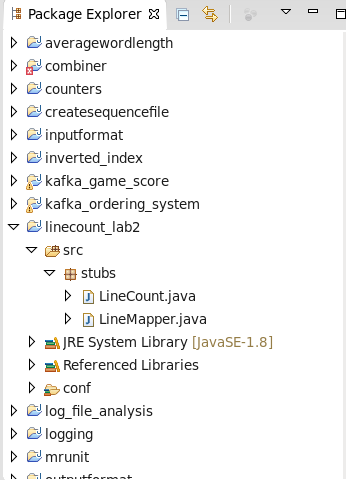 Package Explorer
averagewordlength
combiner
counters
createsequencefile
inputformat
inverted_index
kafka_game_score
kafka_ordering_system
linecount_lab2
src
stubs
LineCount.java
LineMapper.java
JRE System Library [JavaSE-1.8]
Referenced Libraries
conf
log_file_analysis
logging
mrunit